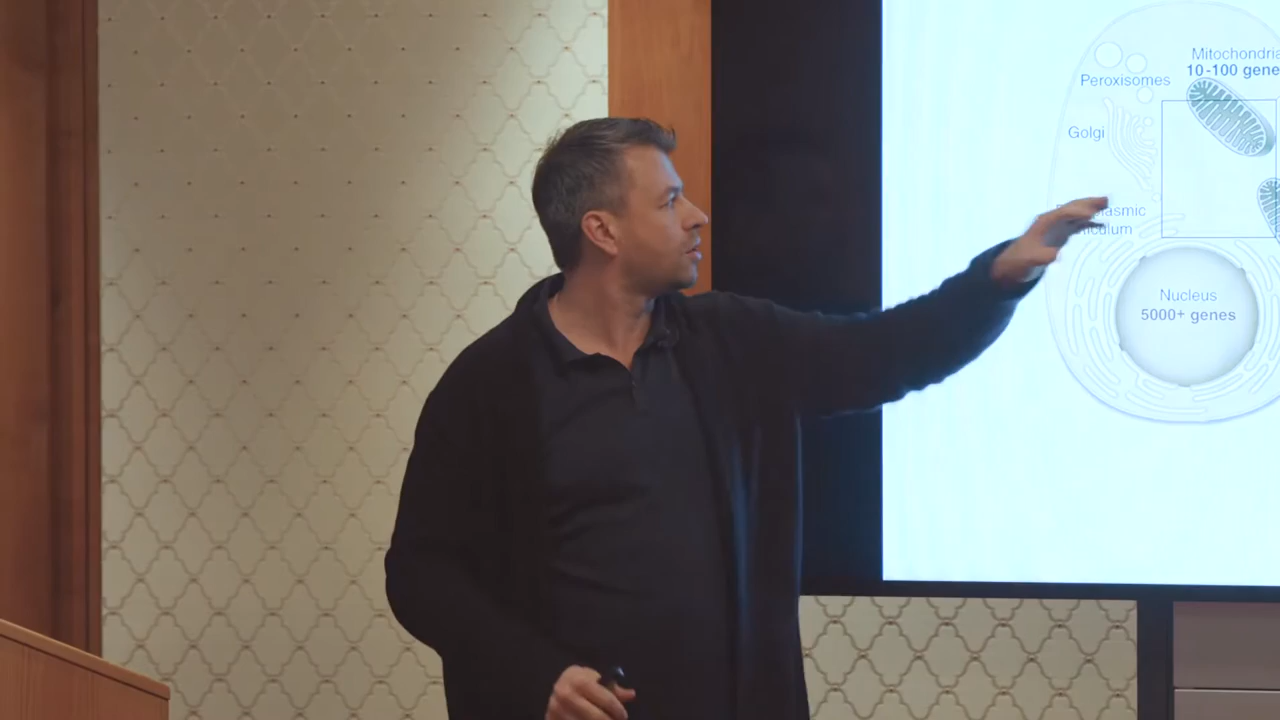 Mitochondria
10-100 gene
Peroxisomes
Golgi
Nucleus
5000+ genes